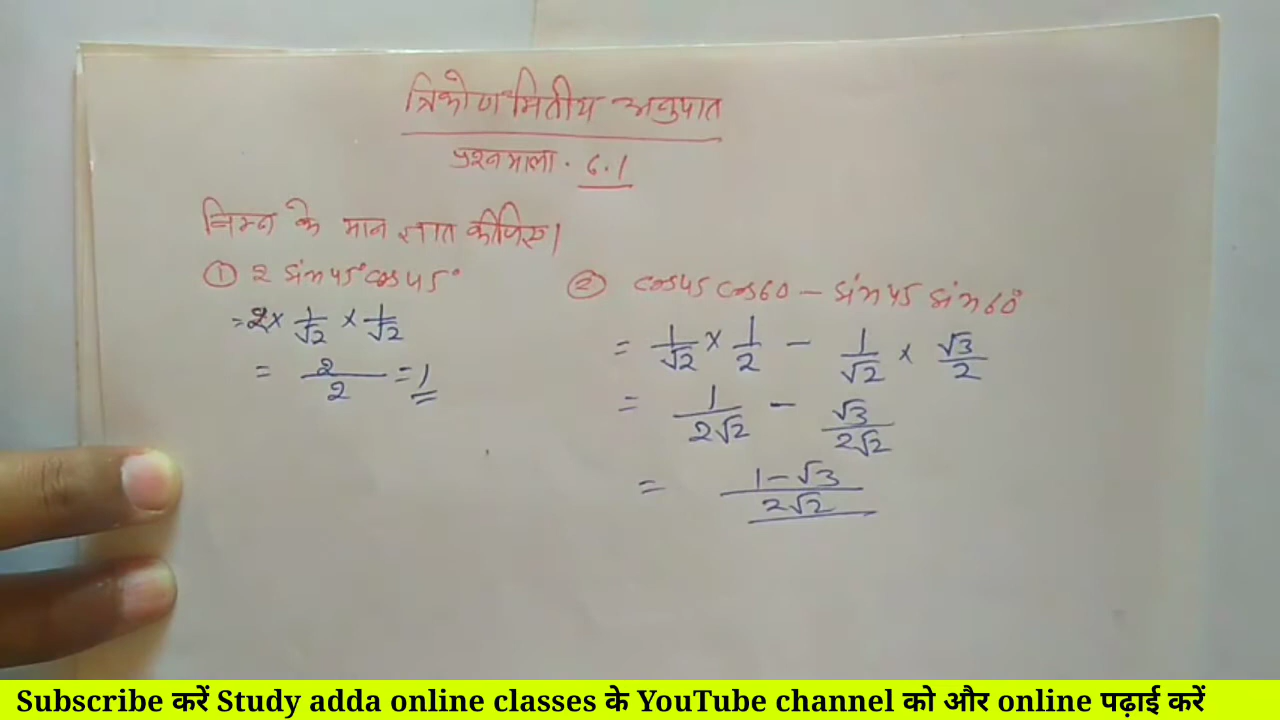 त्रिकोणमितीय अनुपात
प्रश्नमाला. 6.1
निम्न के मान ज्ञात कीजिए।
① 2 sin45°cos45°
=2× 1/√2 × 1/√2
= 2/2 =1
② cos45 cos60 – sin45 sin60°
= 1/√2 × 1/2 – 1/√2 × √3/2
= 1/2√2 – √3/2√2
= 1-√3/2√2
Subscribe करें Study adda online classes के YouTube channel को और online पढ़ाई करें